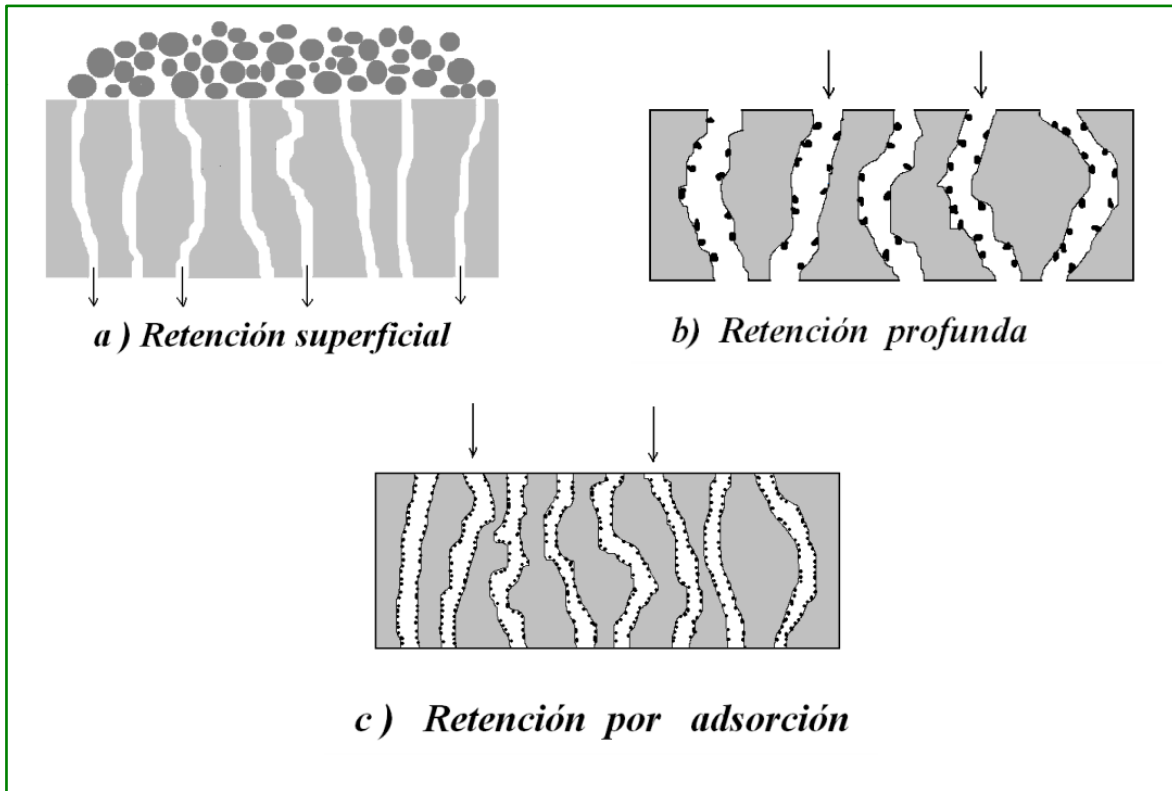 a ) Retención superficial
b) Retención profunda
c ) Retención por adsorción